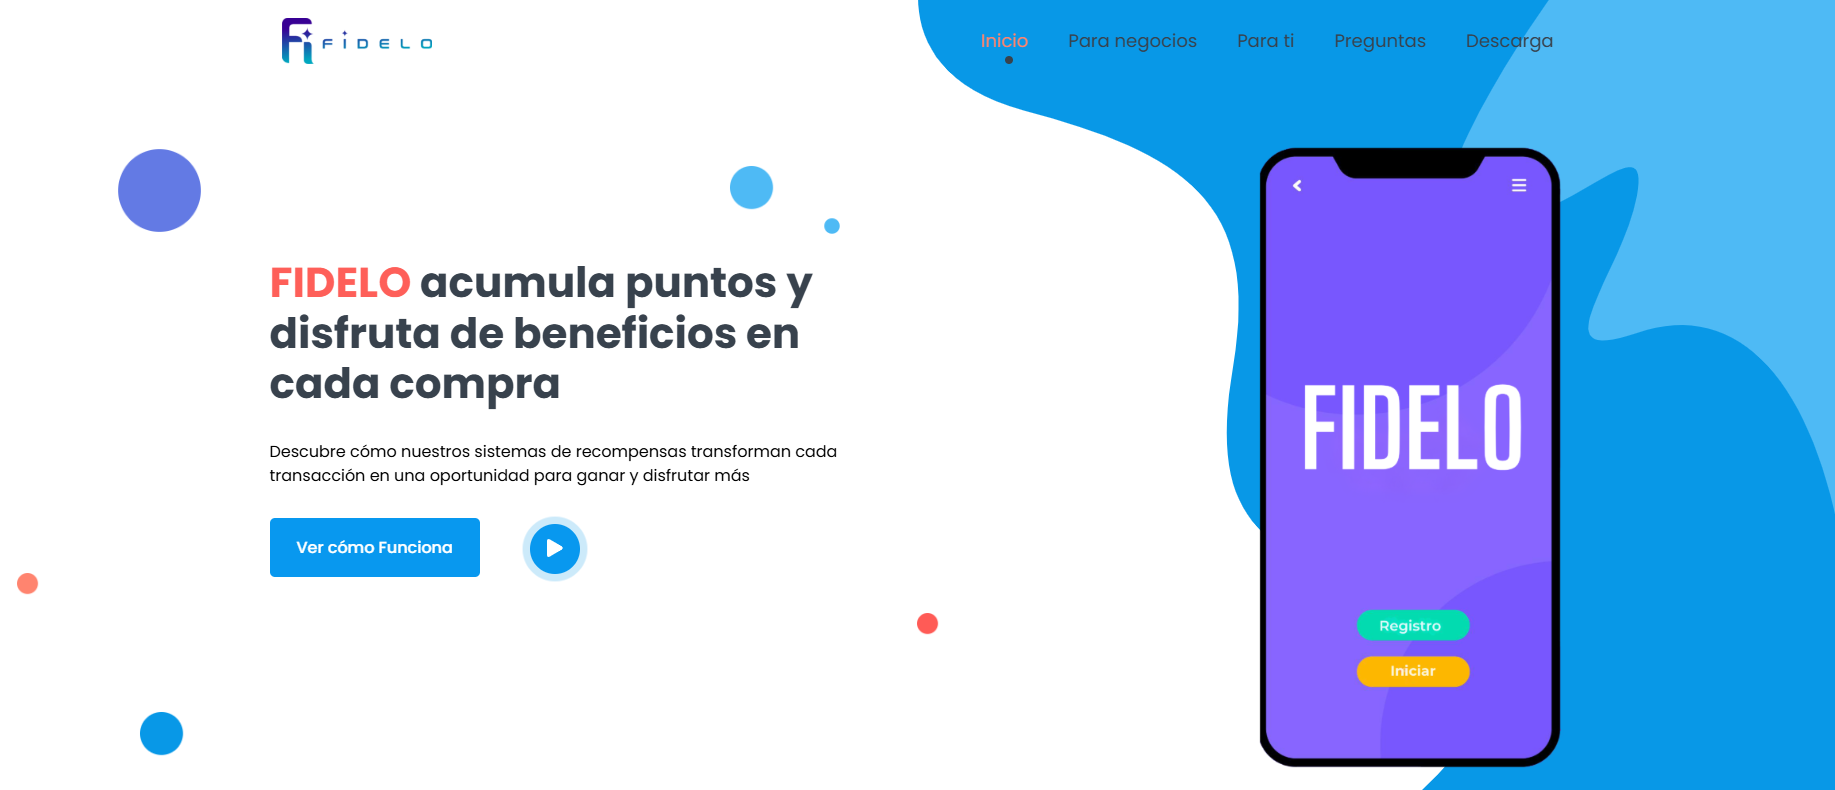 Fi FIDELO
Inicio Para negocios Para ti Preguntas Descarga
FIDELO acumula puntos y
disfruta de beneficios en
cada compra
Descubre cómo nuestros sistemas de recompensas transforman cada
transacción en una oportunidad para ganar y disfrutar más
Ver cómo Funciona
FIDELO
Registro
Iniciar